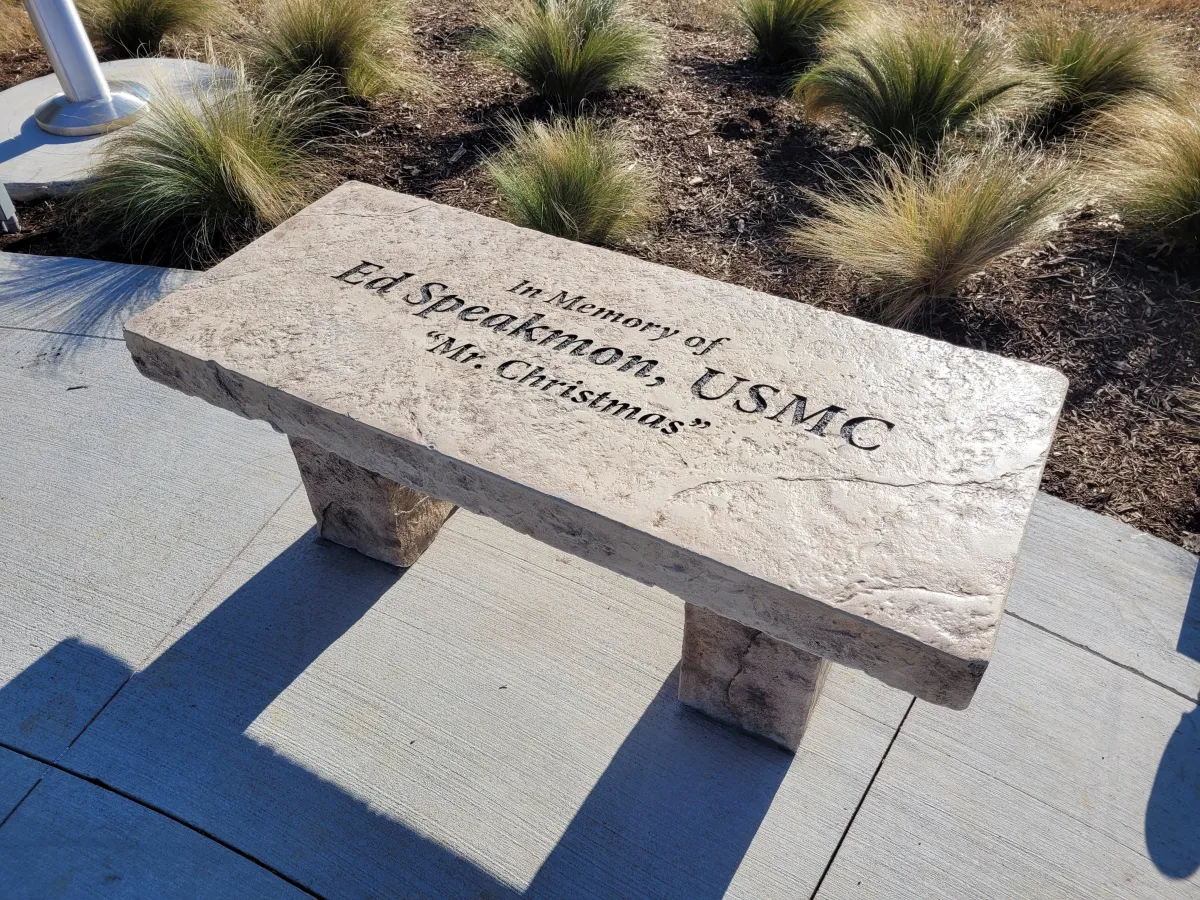 In Memory of
Ed Speakmon, USMC
“Mr. Christmas”